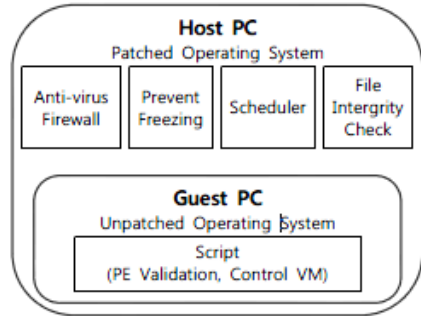 Host PC
Patched Operating System
Anti-virus
Firewall
Prevent
Freezing
Scheduler
File
Intergrity
Check
Guest PC
Unpatched Operating System
Script
(PE Validation, Control VM)